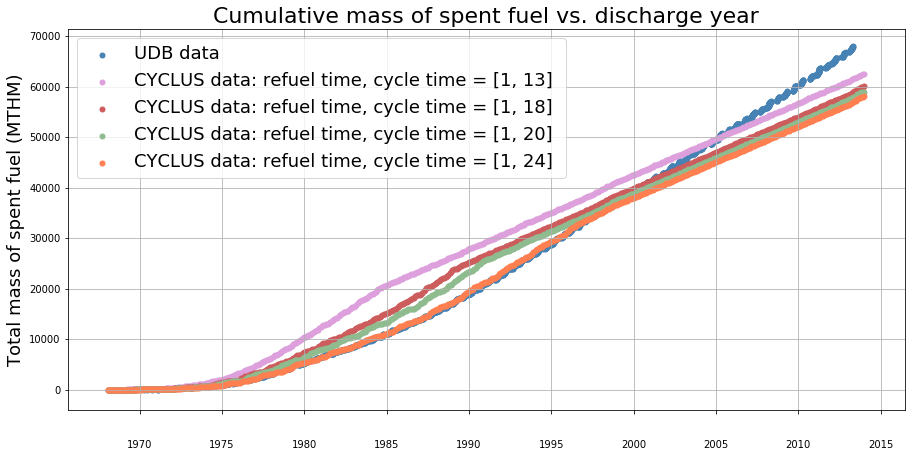 Cumulative mass of spent fuel vs. discharge year
Total mass of spent fuel (MTHM)
70000
60000
50000
40000
30000
20000
10000
0
UDB data
CYCLUS data: refuel time, cycle time = [1, 13]
CYCLUS data: refuel time, cycle time = [1, 18]
CYCLUS data: refuel time, cycle time = [1, 20]
CYCLUS data: refuel time, cycle time = [1, 24]
1970 1975 1980 1985 1990 1995 2000 2005 2010 2015